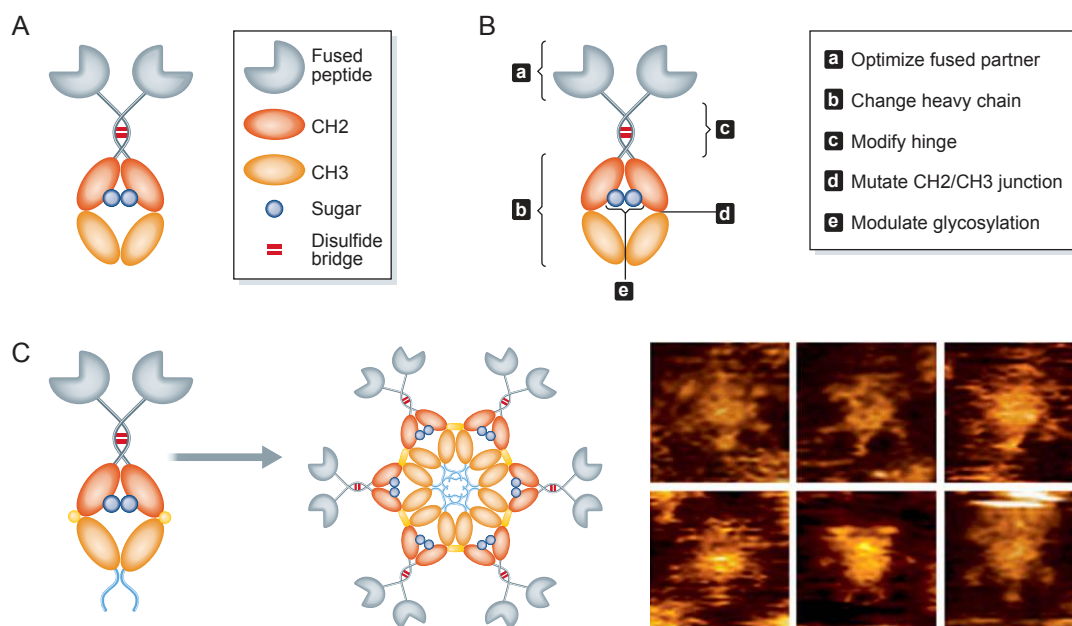 A
Fused
peptide
CH2
CH3
Sugar
Disulfide
bridge
B
a
b
c
d
e
a Optimize fused partner
b Change heavy chain
c Modify hinge
d Mutate CH2/CH3 junction
e Modulate glycosylation
C